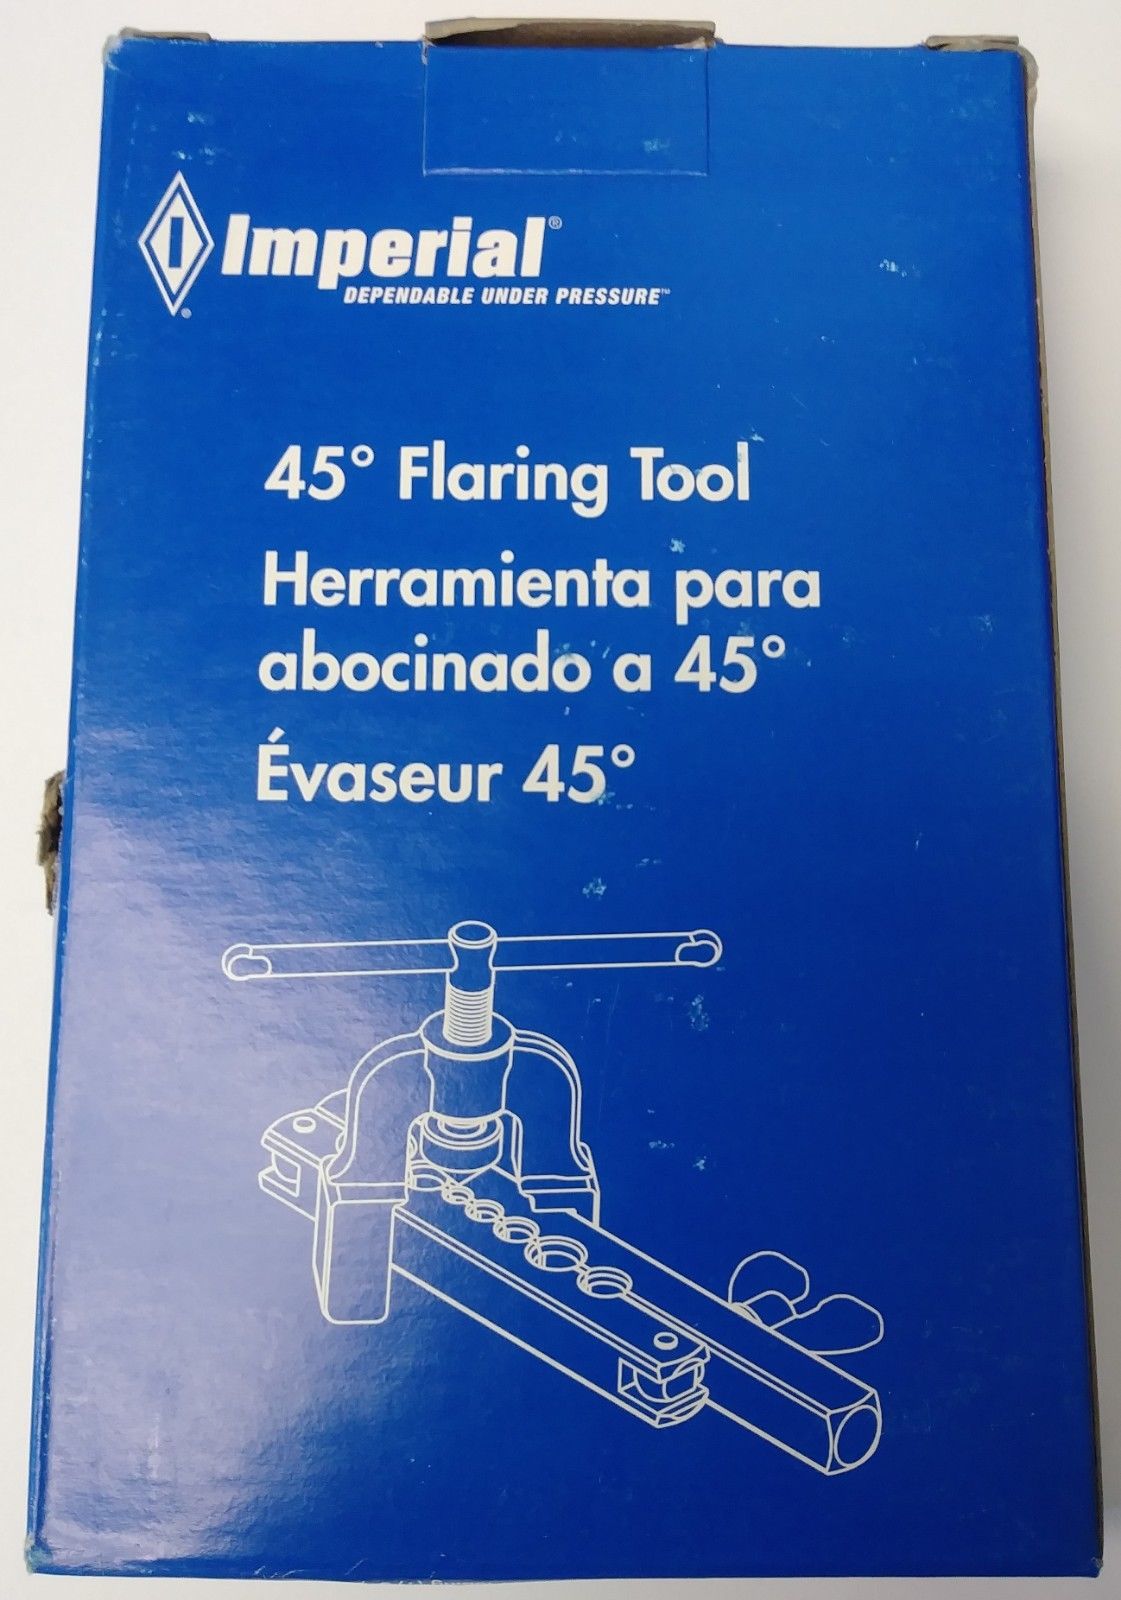 Imperial®
DEPENDABLE UNDER PRESSURE™
®
45° Flaring Tool
Herramienta para
abocinado a 45°
Évaseur 45°